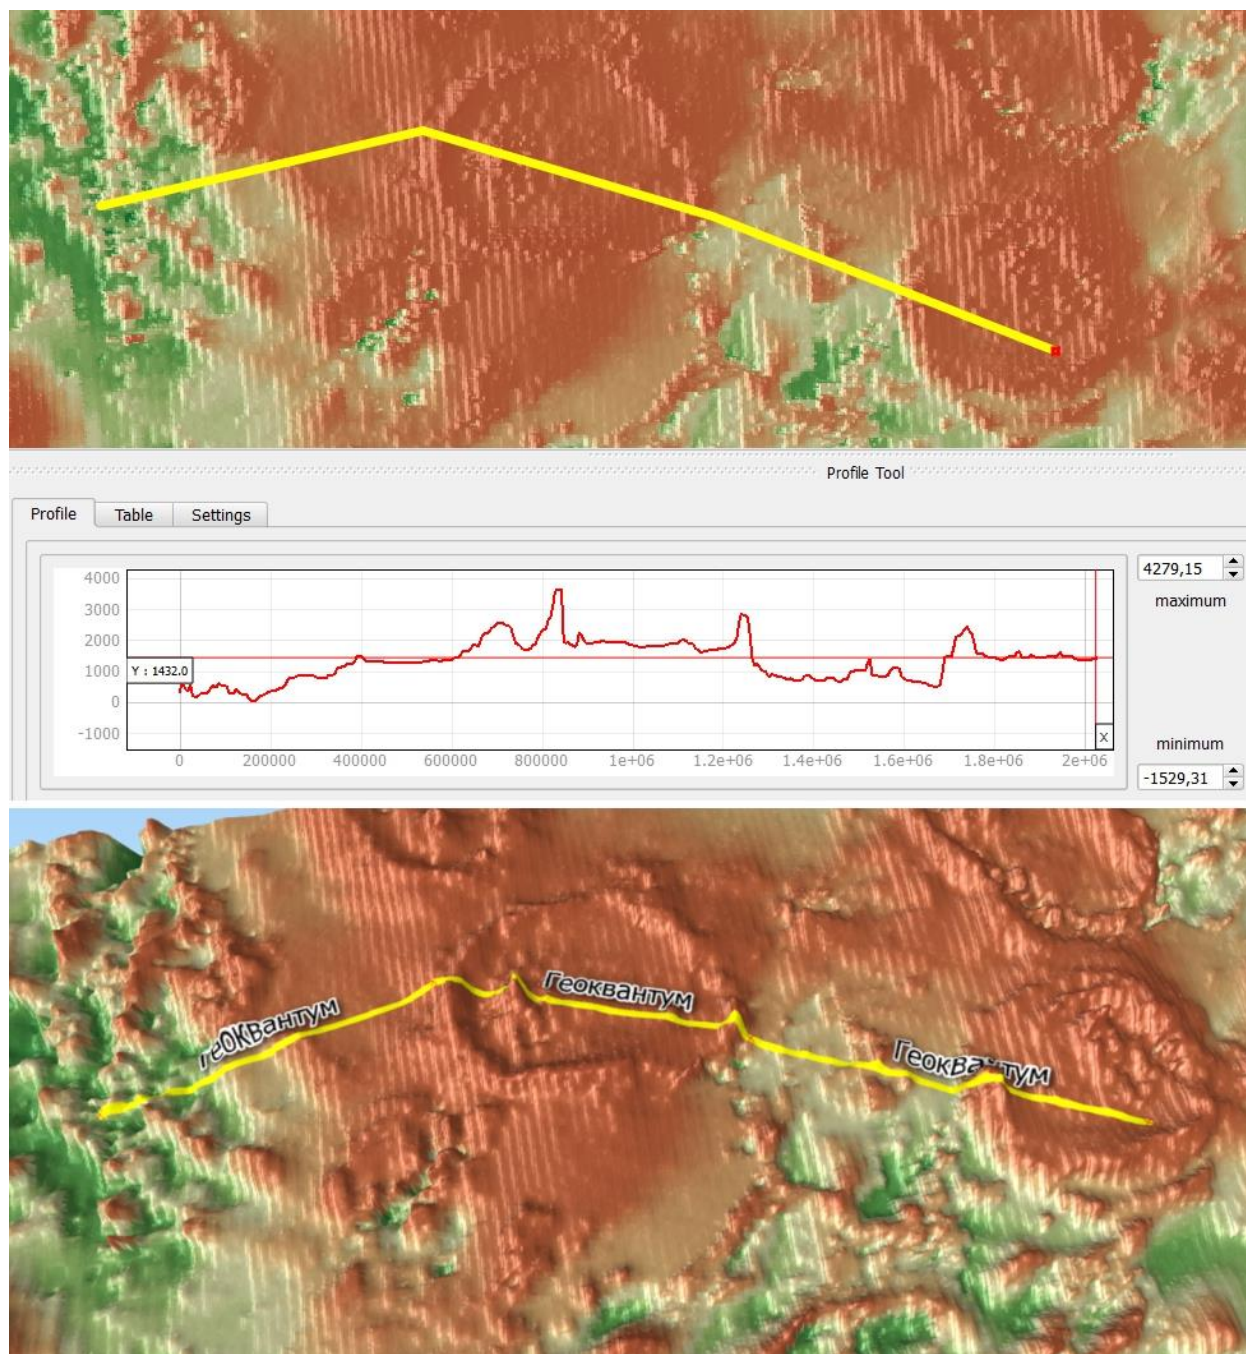 Profile Tool
Profile Table Settings
4000
3000
2000
1000
0
-1000
Y : 1432.0
X
0 200000 400000 600000 800000 1e+06 1.2e+06 1.4e+06 1.6e+06 1.8e+06 2e+06
4279,15
maximum
minimum
-1529,31
Геоквантум
Геоквантум
Геоквантум